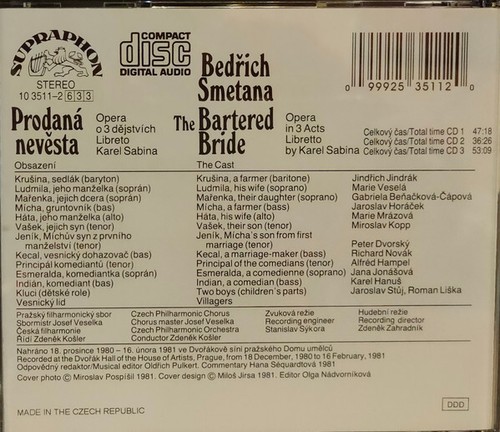 SUPRAPHON
STEREO
10 3511-2 633
COMPACT
disc
DIGITAL AUDIO
Bedřich
Smetana
0 99925 35112 0
Prodaná
nevěsta
Opera
o 3 dějstvích
Libreto
Karel Sabina
The Bartered
Bride
Opera
in 3 Acts
Libretto
by Karel Sabina
Celkový čas/Total time CD 1 47:18
Celkový čas/Total time CD 2 36:26
Celkový čas/Total time CD 3 53:09
Obsazení The Cast
Krušina, sedlák (baryton) Krušina, a farmer (baritone) Jindřich Jindrák
Ludmila, jeho manželka (soprán) Ludmila, his wife (soprano) Marie Veselá
Mařenka, jejich dcera (soprán) Mařenka, their daughter (soprano) Gabriela Beňačková-Čápová
Mícha, gruntovník (bas) Mícha, a farmer (bass) Jaroslav Horáček
Háta, jeho manželka (alto) Háta, his wife (alto) Marie Mrázová
Vašek, jejich syn (tenor) Vašek, their son (tenor) Miroslav Kopp
Jeník, Míchův syn z prvního Jeník, Mícha's son from first
manželství (tenor) marriage (tenor) Peter Dvorský
Kecal, vesnický dohazovač (bas) Kecal, a marriage-maker (bass) Richard Novák
Principál komediantů (tenor) Principal of the comedians (tenor) Alfréd Hampel
Esmeralda, komediantka (soprán) Esmeralda, a comedienne (soprano) Jana Jonášová
Indián, komediant (bas) Indian, a comedian (bass) Karel Hanuš
Kluci (dětské role) Two boys (children's parts) Jaroslav Stůj, Roman Liška
Vesnický lid Villagers
Pražský filharmonický sbor Czech Philharmonic Chorus Zvuková režie Hudební režie
Sbormistr Josef Veselka Chorus master Josef Veselka Recording engineer Recording director
Česká filharmonie Czech Philharmonic Orchestra Stanislav Sýkora Zdeněk Zahradník
Řídí Zdeněk Košler Conductor Zdeněk Košler
Nahráno 18. prosince 1980 - 16. února 1981 ve Dvořákově síni pražského Domu umělců
Recorded at the Dvořák Hall of the House of Artists, Prague, from 18 December, 1980 to 16 February, 1981
Odpovědný redaktor/Musical editor Oldřich Pulkert. Commentary Hana Séquardtová 1981
Cover photo © Miroslav Pospíšil 1981. Cover design © Miloš Jirsa 1981. Editor Olga Nádvorníková
MADE IN THE CZECH REPUBLIC
DDD